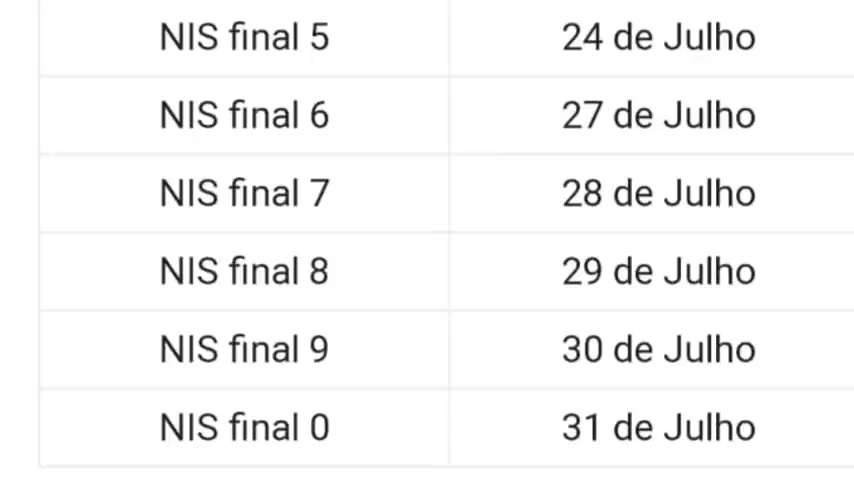 NIS final 5 24 de Julho
NIS final 6 27 de Julho
NIS final 7 28 de Julho
NIS final 8 29 de Julho
NIS final 9 30 de Julho
NIS final 0 31 de Julho